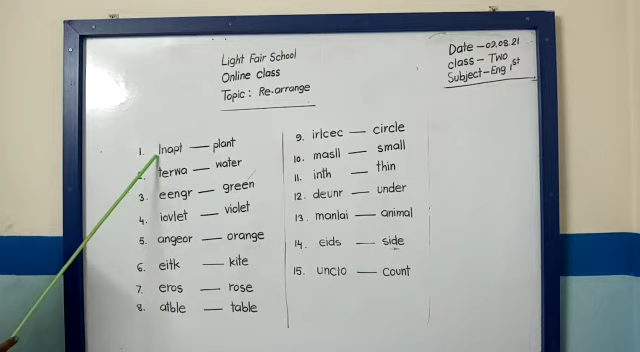 Light Fair School
Online class
Topic : Re-arrange
Date - 02.08.21
class - Two
Subject - Eng 1st
1. lnapt — plant
2. terwa — water
3. eengr — green
4. iovlet — violet
5. angeor — orange
6. eitk — kite
7. eros — rose
8. atble — table
9. irlcec — circle
10. masll — small
11. inth — thin
12. deunr — under
13. manlai — animal
14. eids — side
15. unclo — count